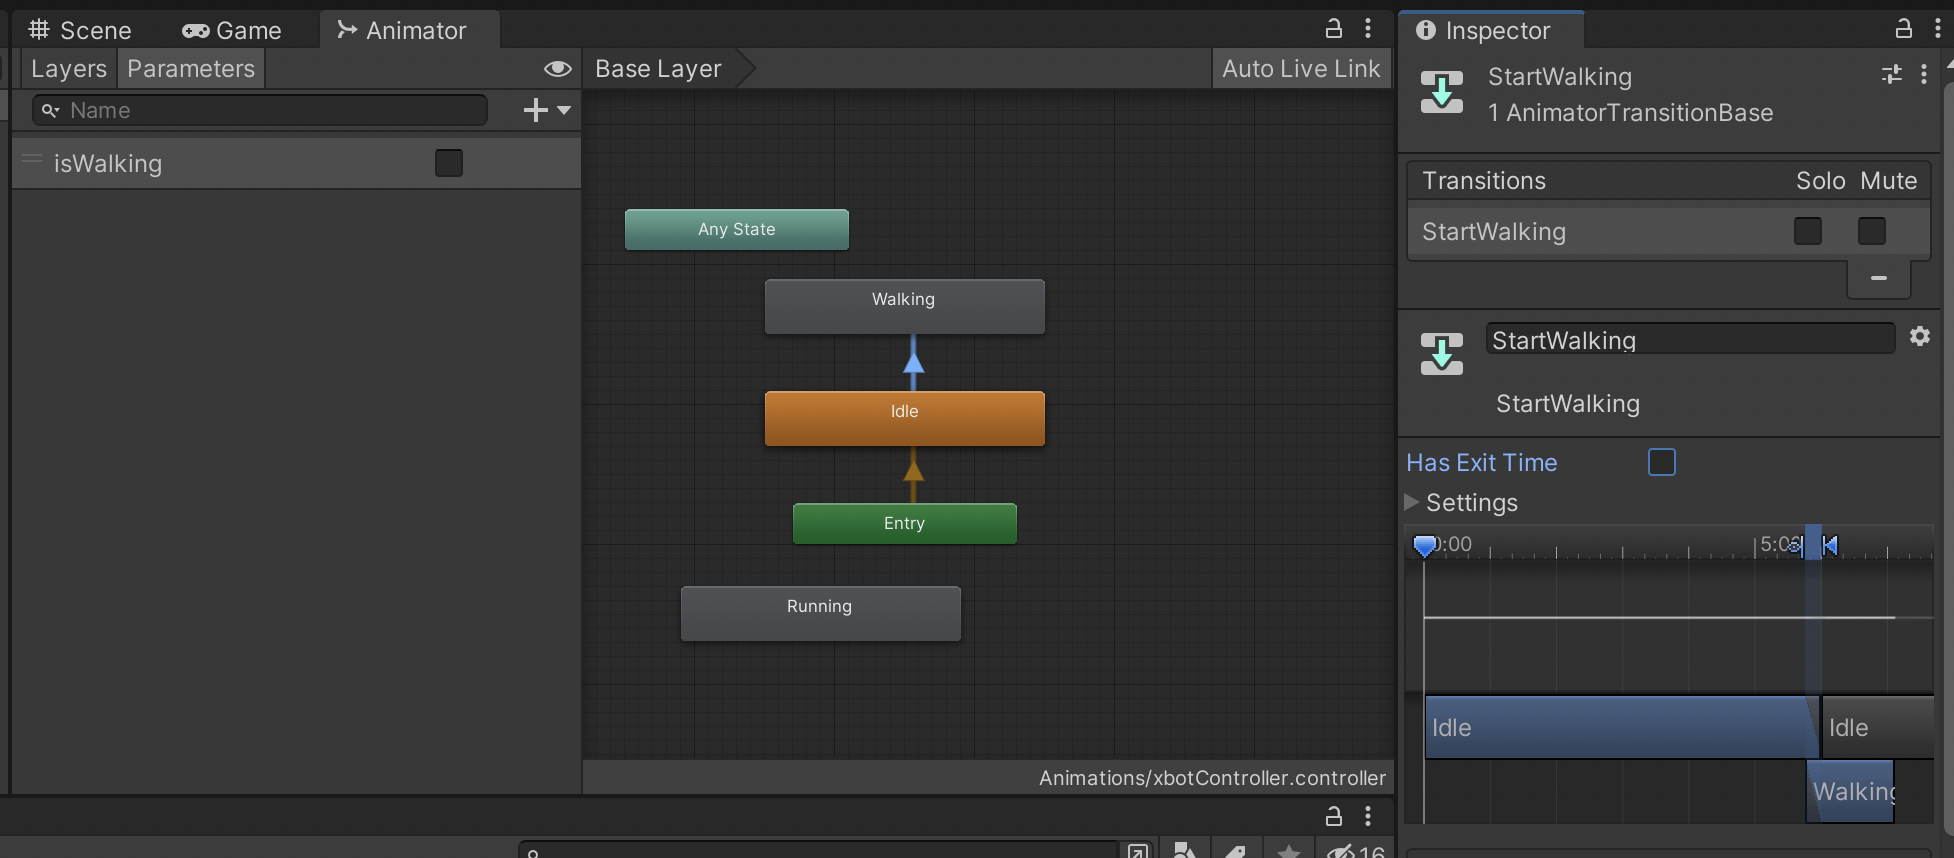 Scene Game Animator
Layers Parameters
Name
isWalking
Base Layer
Auto Live Link
Any State
Walking
Idle
Entry
Running
Animations/xbotController.controller
16
Inspector
StartWalking
1 AnimatorTransitionBase
Transitions Solo Mute
StartWalking
StartWalking
StartWalking
Has Exit Time
Settings
0:00
Idle Idle
Walking